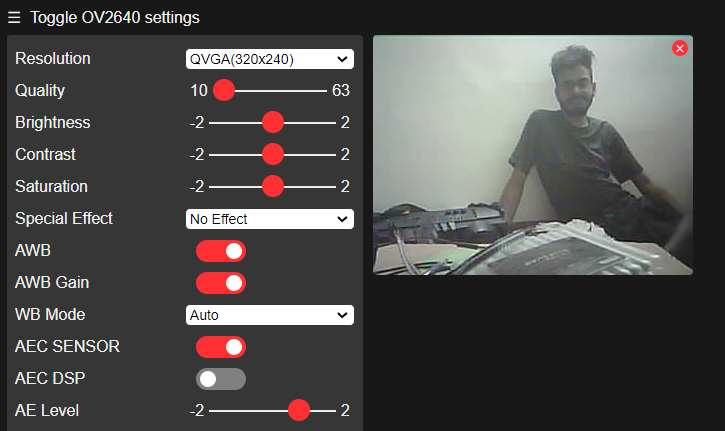 ☰ Toggle OV2640 settings
Resolution QVGA(320x240)
Quality 10 63
Brightness -2 2
Contrast -2 2
Saturation -2 2
Special Effect No Effect
AWB
AWB Gain
WB Mode Auto
AEC SENSOR
AEC DSP
AE Level -2 2